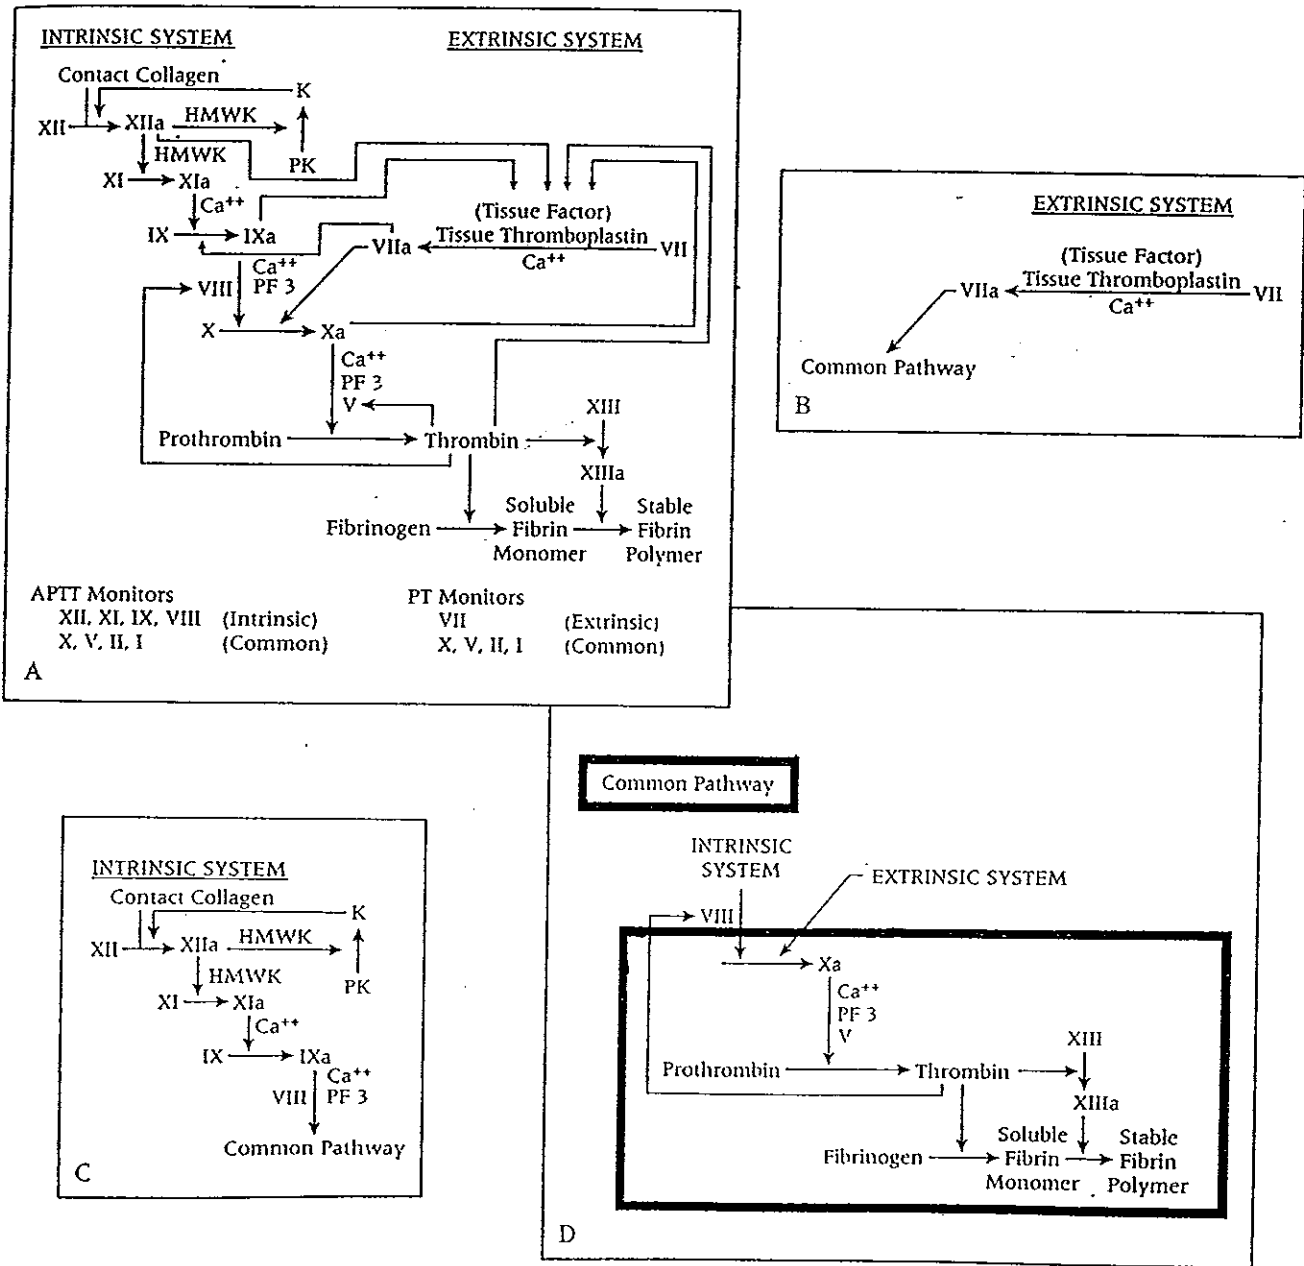 INTRINSIC SYSTEM
EXTRINSIC SYSTEM
Contact Collagen
K
XII
XIIa
HMWK
HMWK
PK
XI
XIa
Ca++
(Tissue Factor)
Tissue Thromboplastin
IX
IXa
VIIa
VII
Ca++
Ca++
PF 3
VIII
X
Xa
Ca++
PF 3
V
XIII
Prothrombin
Thrombin
XIIIa
Soluble
Stable
Fibrinogen
Fibrin
Fibrin
Monomer
Polymer
APTT Monitors
XII, XI, IX, VIII (Intrinsic)
X, V, II, I (Common)
PT Monitors
VII (Extrinsic)
X, V, II, I (Common)
A
EXTRINSIC SYSTEM
(Tissue Factor)
Tissue Thromboplastin
VIIa
VII
Ca++
Common Pathway
B
INTRINSIC SYSTEM
Contact Collagen
K
XII
XIIa
HMWK
HMWK
PK
XI
XIa
Ca++
IX
IXa
Ca++
VIII
PF 3
Common Pathway
C
Common Pathway
INTRINSIC
SYSTEM
EXTRINSIC SYSTEM
VIII
Xa
Ca++
PF 3
V
XIII
Prothrombin
Thrombin
XIIIa
Soluble
Stable
Fibrinogen
Fibrin
Fibrin
Monomer
Polymer
D